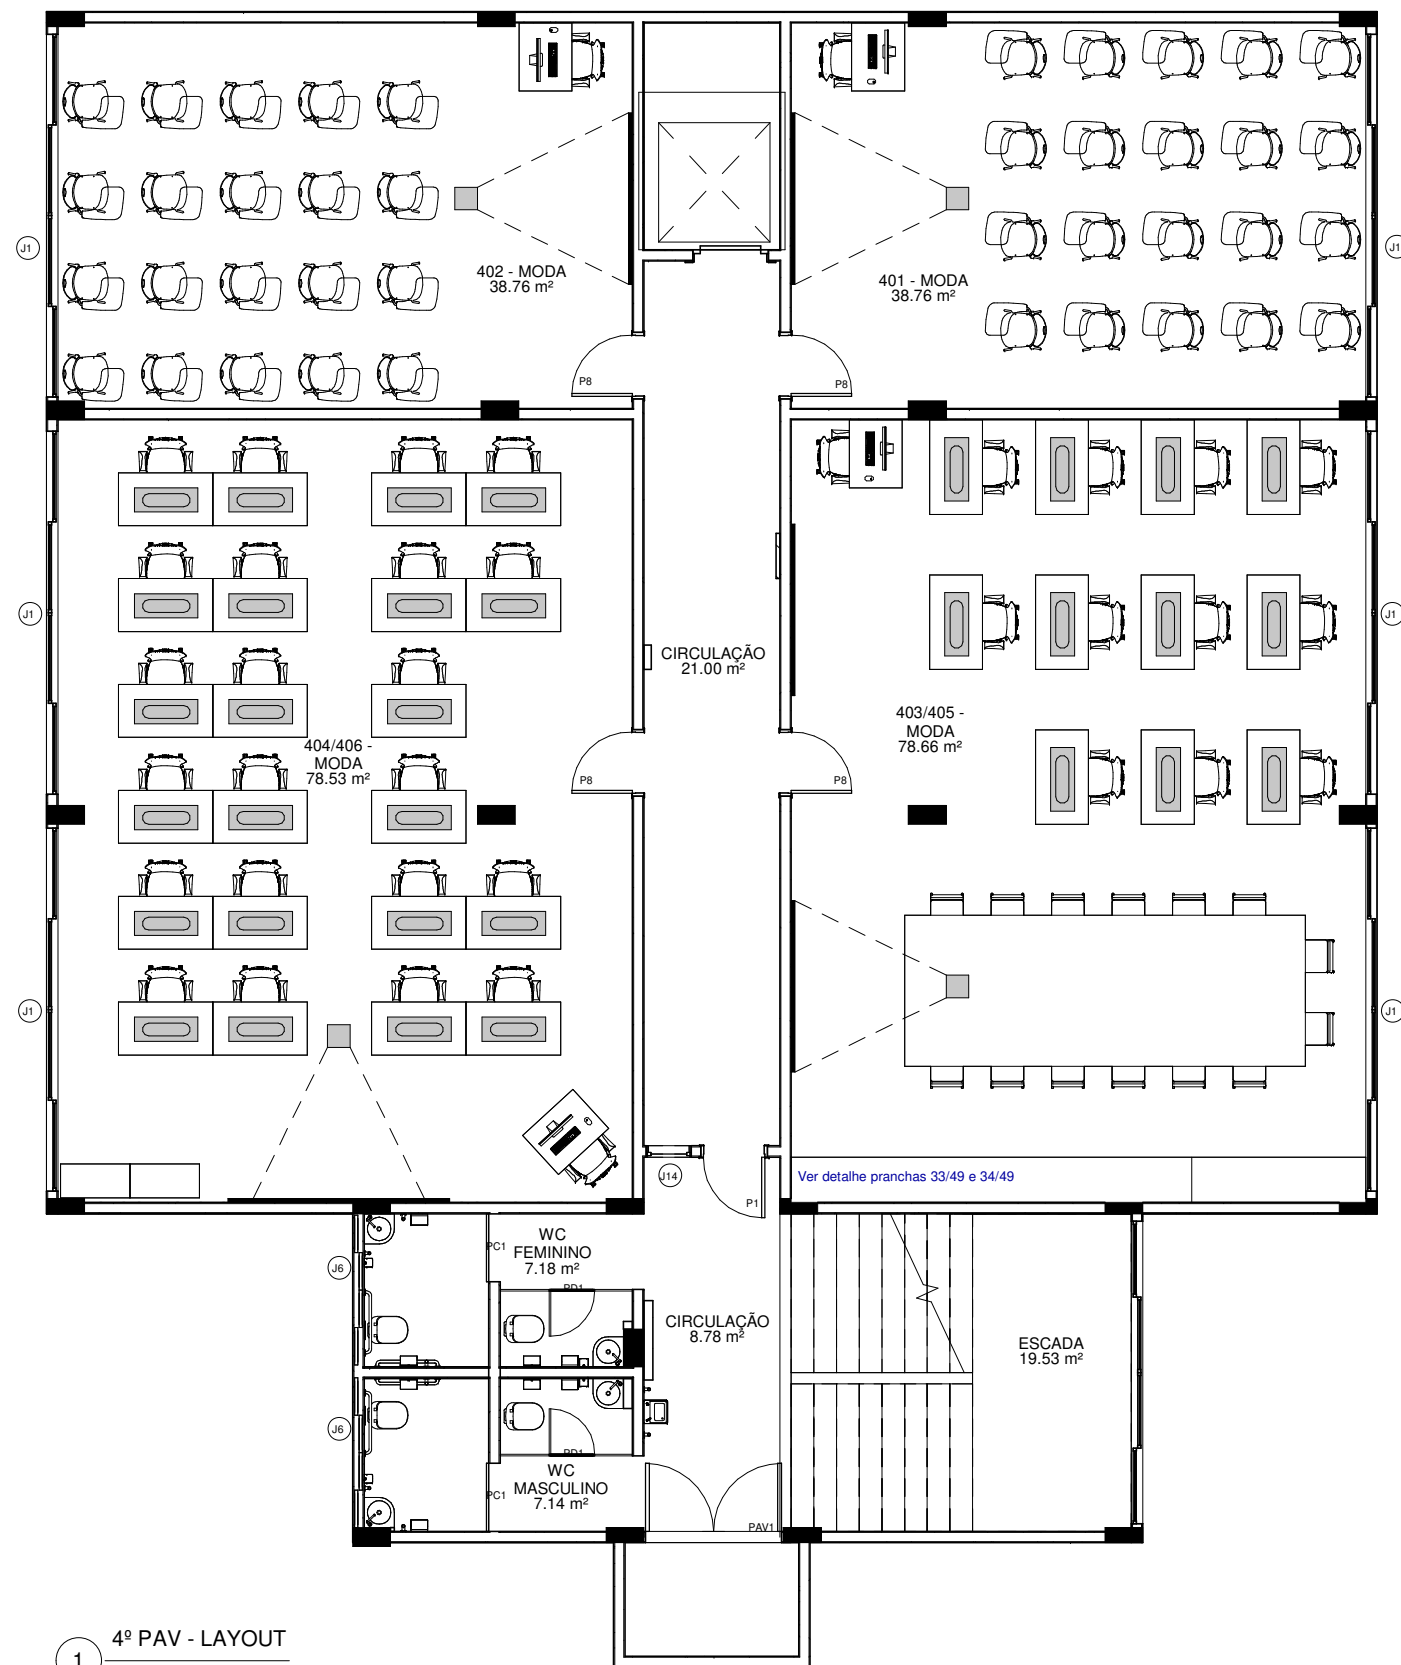 J1
402 - MODA
38.76 m²
401 - MODA
38.76 m²
J1
P8
P8
J1
CIRCULAÇÃO
21.00 m²
J1
403/405 -
MODA
78.66 m²
404/406 -
MODA
78.53 m²
P8
P8
J1
J1
J14
P1
Ver detalhe pranchas 33/49 e 34/49
WC
FEMININO
7.18 m²
PC1
J6
PD1
CIRCULAÇÃO
8.78 m²
ESCADA
19.53 m²
J6
PD1
WC
MASCULINO
7.14 m²
PC1
PAV1
4º PAV - LAYOUT
1